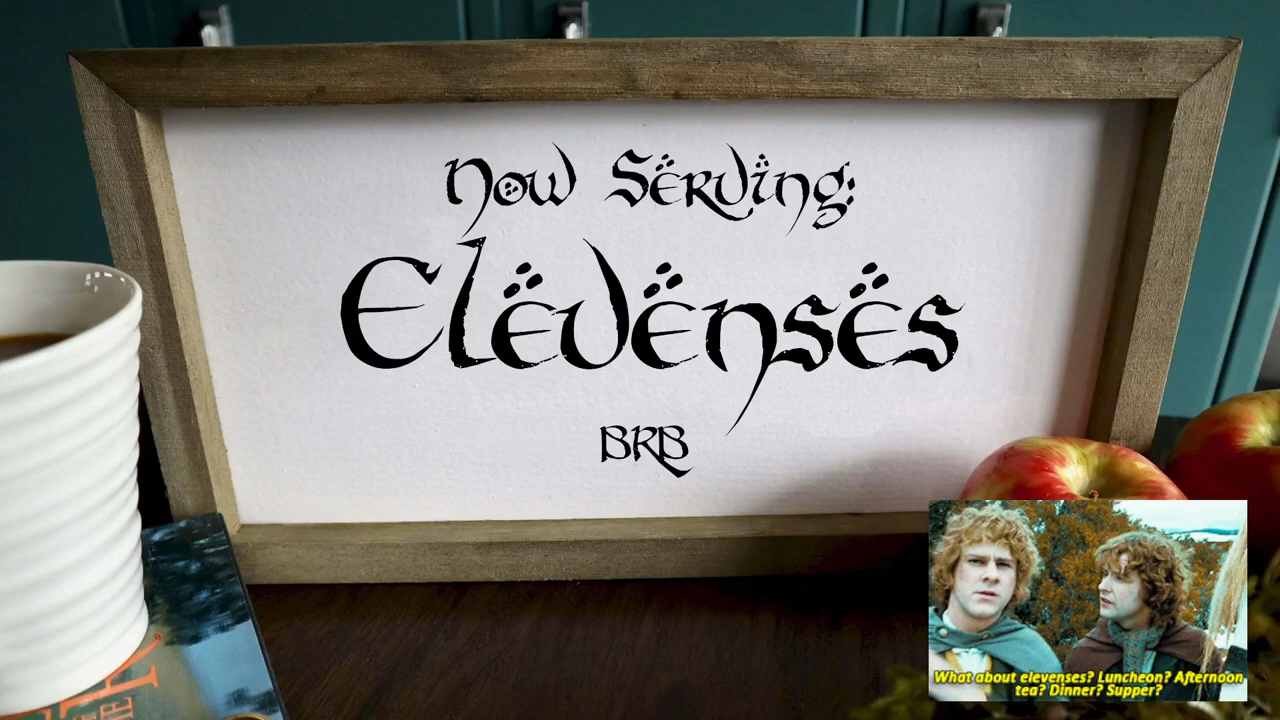 Now Serving:
Elevenses
BRB
What about elevenses? Luncheon? Afternoon
tea? Dinner? Supper?